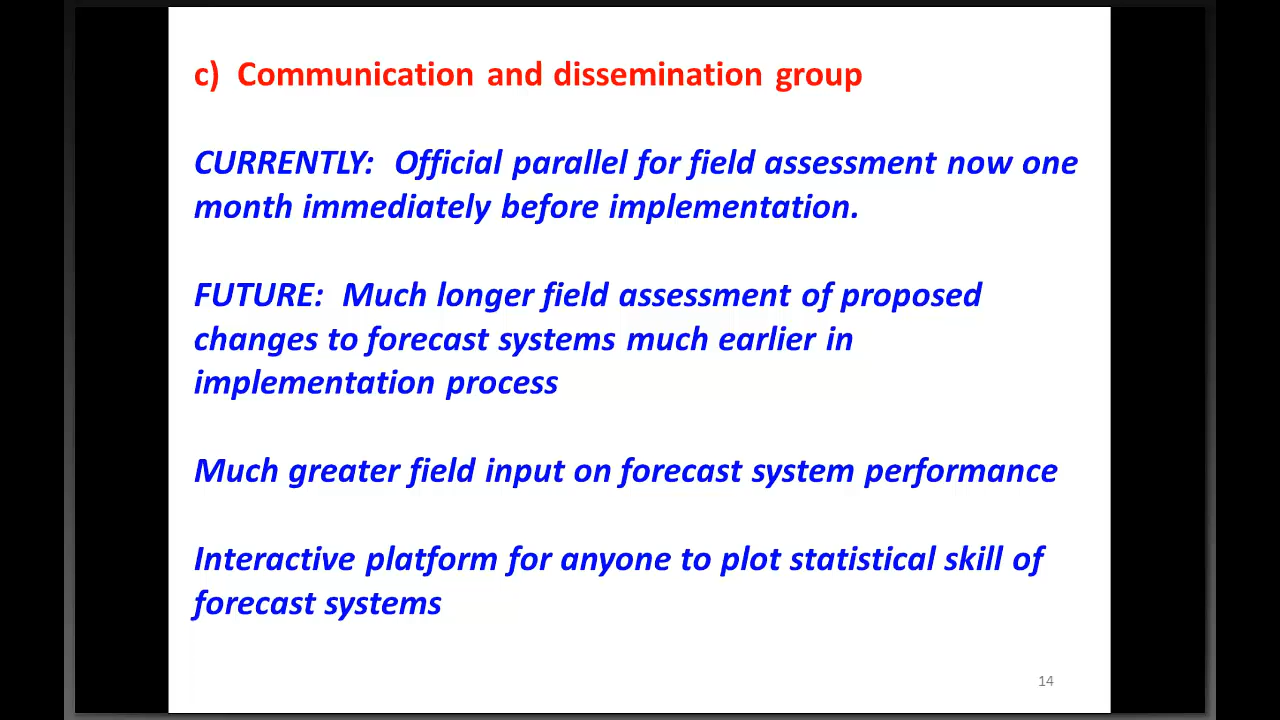 c) Communication and dissemination group
CURRENTLY: Official parallel for field assessment now one
month immediately before implementation.
FUTURE: Much longer field assessment of proposed
changes to forecast systems much earlier in
implementation process
Much greater field input on forecast system performance
Interactive platform for anyone to plot statistical skill of
forecast systems
14